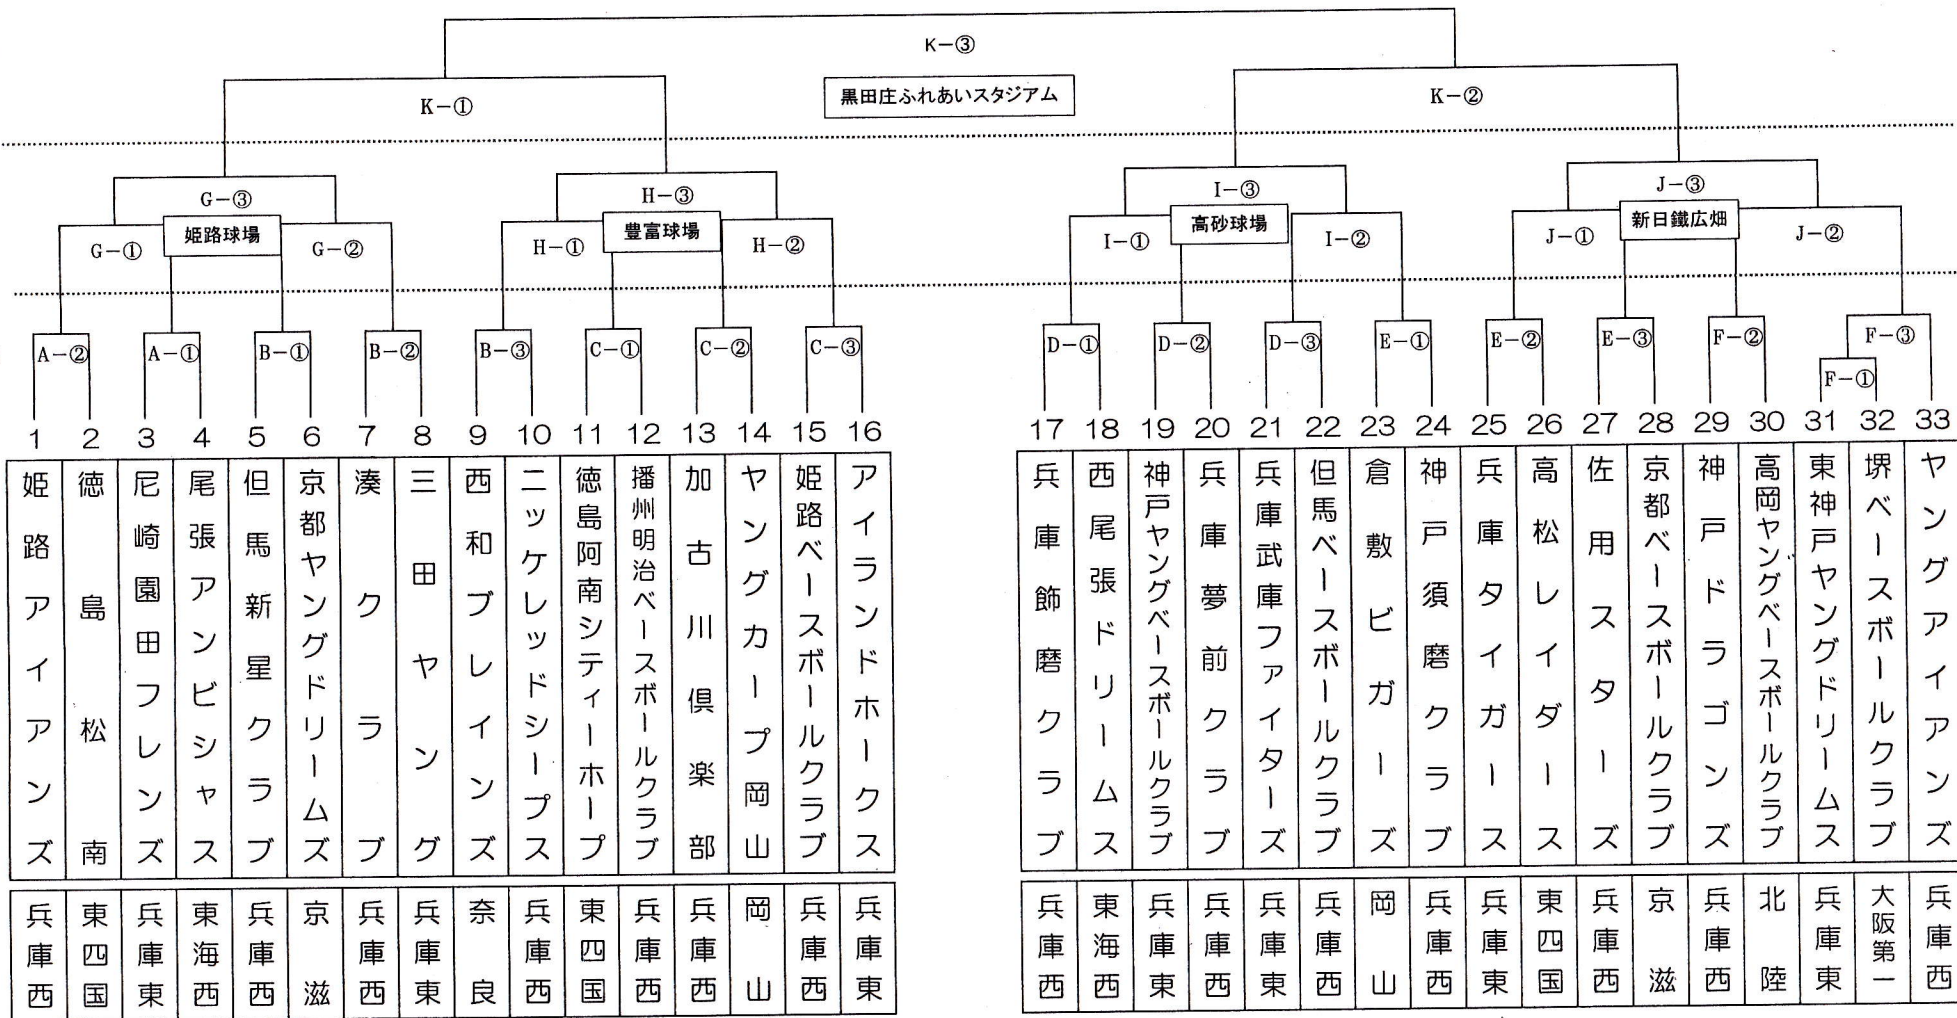 K-③
K-①
黒田庄ふれあいスタジアム
K-②
G-③
H-③
I-③
J-③
G-①
姫路球場
G-②
H-①
豊富球場
H-②
I-①
高砂球場
I-②
J-①
新日鐵広畑
J-②
A-②
A-①
B-①
B-②
B-③
C-①
C-②
C-③
D-①
D-②
D-③
E-①
E-②
E-③
F-②
F-③
F-①
1 2 3 4 5 6 7 8 9 10 11 12 13 14 15 16 17 18 19 20 21 22 23 24 25 26 27 28 29 30 31 32 33
姫路アイアンズ
徳島松南
尼崎園田フレンズ
尾張アンビシャス
但馬新星クラブ
京都ヤングドリームズ
湊クラブ
三田ヤング
西和ブレインズ
ニッケレッドシープス
徳島阿南シティーホープ
播州明治ベースボールクラブ
加古川倶楽部
ヤングカープ岡山
姫路ベースボールクラブ
アイランドホークス
兵庫飾磨クラブ
西尾張ドリームス
神戸ヤングベースボールクラブ
兵庫夢前クラブ
兵庫武庫ファイターズ
但馬ベースボールクラブ
倉敷ビガーズ
神戸須磨クラブ
兵庫タイガース
高松レイダース
佐用スターズ
京都ベースボールクラブ
神戸ドラゴンズ
高岡ヤングベースボールクラブ
東神戸ヤングドリームス
堺ベースボールクラブ
ヤングアイアンズ
兵庫西
東四国
兵庫東
東海西
兵庫西
京滋
兵庫西
兵庫東
奈良
兵庫西
東四国
兵庫西
兵庫西
岡山
兵庫西
兵庫東
兵庫西
東海西
兵庫東
兵庫西
兵庫東
兵庫西
岡山
兵庫西
兵庫東
東四国
兵庫西
京滋
兵庫西
北陸
兵庫東
大阪第一
兵庫西